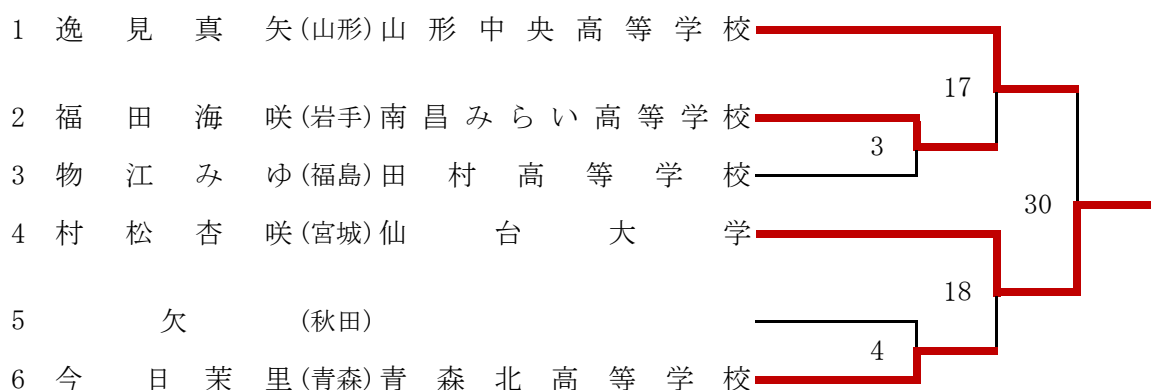 1 逸見真矢(山形)山形中央高等学校
17
2 福田海咲(岩手)南昌みらい高等学校
3
3 物江みゆ(福島)田村高等学校
30
4 村松杏咲(宮城)仙台大学
18
5 欠(秋田)
4
6 今日茉里(青森)青森北高等学校